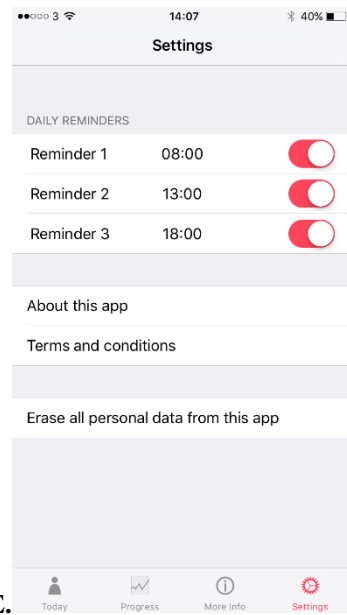 3 14:07 40%
Settings
DAILY REMINDERS
Reminder 1 08:00
Reminder 2 13:00
Reminder 3 18:00
About this app
Terms and conditions
Erase all personal data from this app
Today Progress More Info Settings